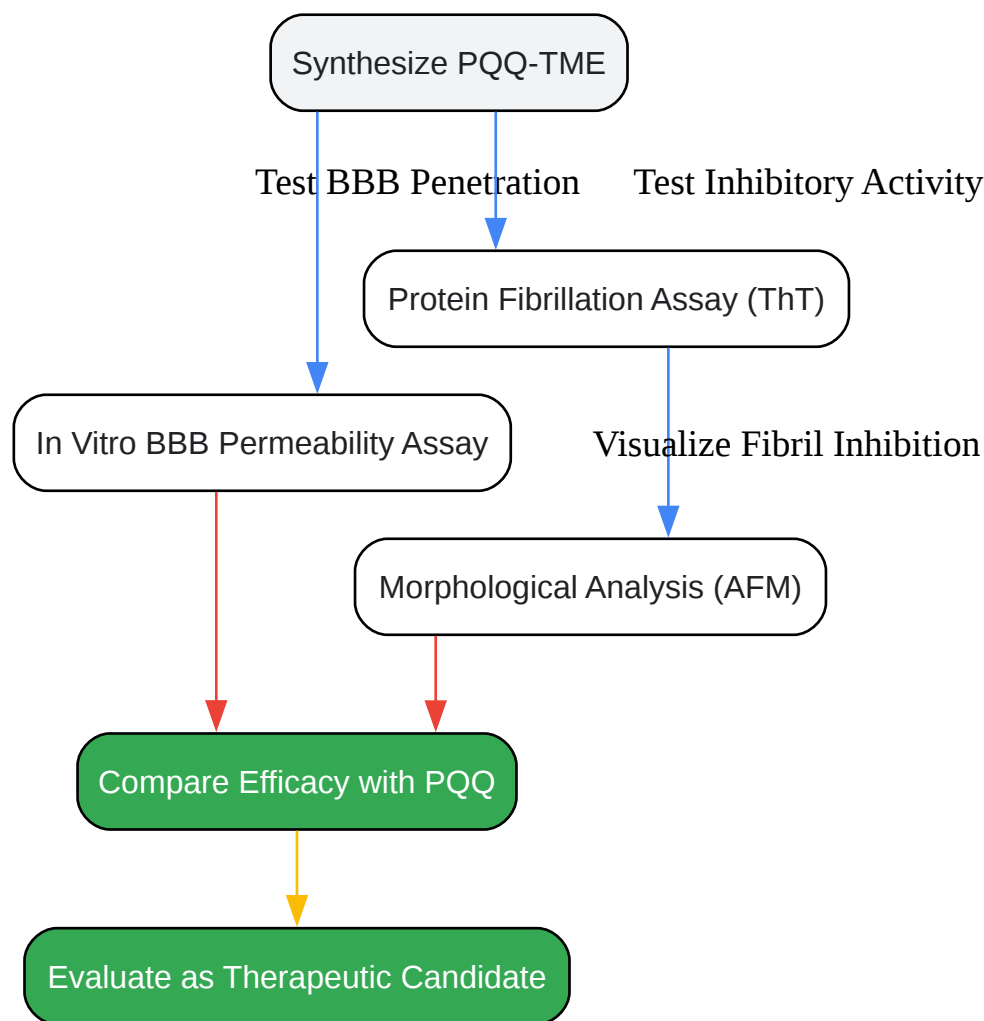 Synthesize PQQ-TME
Test BBB Penetration
Test Inhibitory Activity
Protein Fibrillation Assay (ThT)
In Vitro BBB Permeability Assay
Visualize Fibril Inhibition
Morphological Analysis (AFM)
Compare Efficacy with PQQ
Evaluate as Therapeutic Candidate